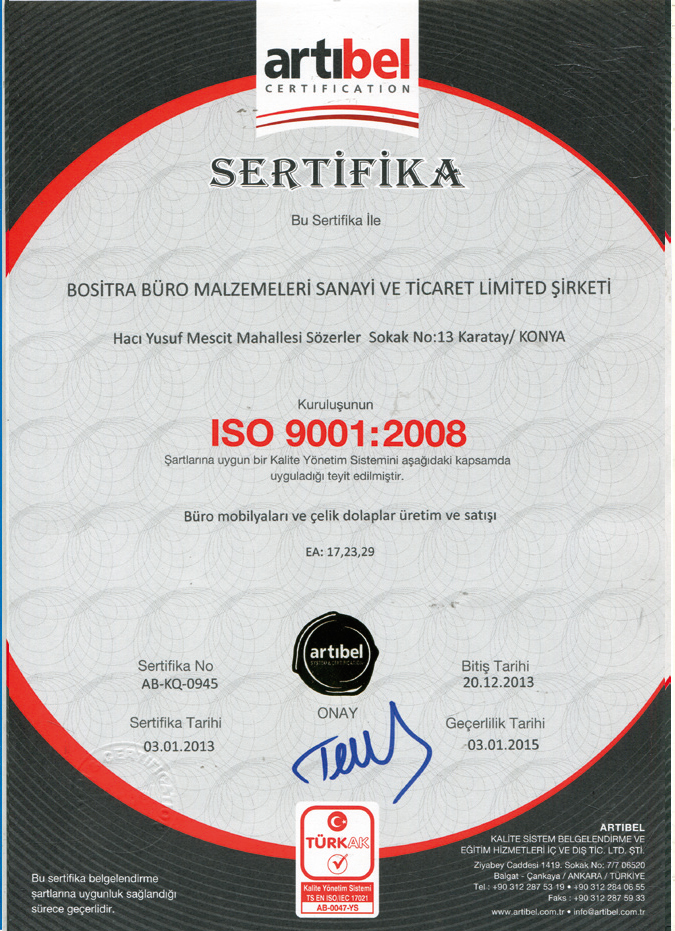 artıbel
CERTIFICATION
SERTİFİKA
Bu Sertifika İle
BOSİTRA BÜRO MALZEMELERİ SANAYİ VE TİCARET LİMİTED ŞİRKETİ
Hacı Yusuf Mescit Mahallesi Sözerler Sokak No:13 Karatay/ KONYA
Kuruluşunun
ISO 9001:2008
Şartlarına uygun bir Kalite Yönetim Sistemini aşağıdaki kapsamda
uyguladığı teyit edilmiştir.
Büro mobilyaları ve çelik dolaplar üretim ve satışı
EA: 17,23,29
artıbel
Sertifika No
AB-KQ-0945
Bitiş Tarihi
20.12.2013
ONAY
Sertifika Tarihi
03.01.2013
Geçerlilik Tarihi
03.01.2015
TÜRKAK
Kalite Yönetim Sistemi
TS EN ISO/IEC 17021
AB-0047-YS
Bu sertifika belgelendirme
şartlarına uygunluk sağlandığı
sürece geçerlidir.
ARTIBEL
KALİTE SİSTEM BELGELENDİRME VE
EĞİTİM HİZMETLERİ İÇ VE DIŞ TİC. LTD. ŞTİ.
Ziyabey Caddesi 1419. Sokak No: 7/7 06520
Balgat - Çankaya / ANKARA / TÜRKİYE
Tel : +90 312 287 53 19 • +90 312 284 06 55
Faks : +90 312 287 59 33
www.artibel.com.tr • info@artibel.com.tr